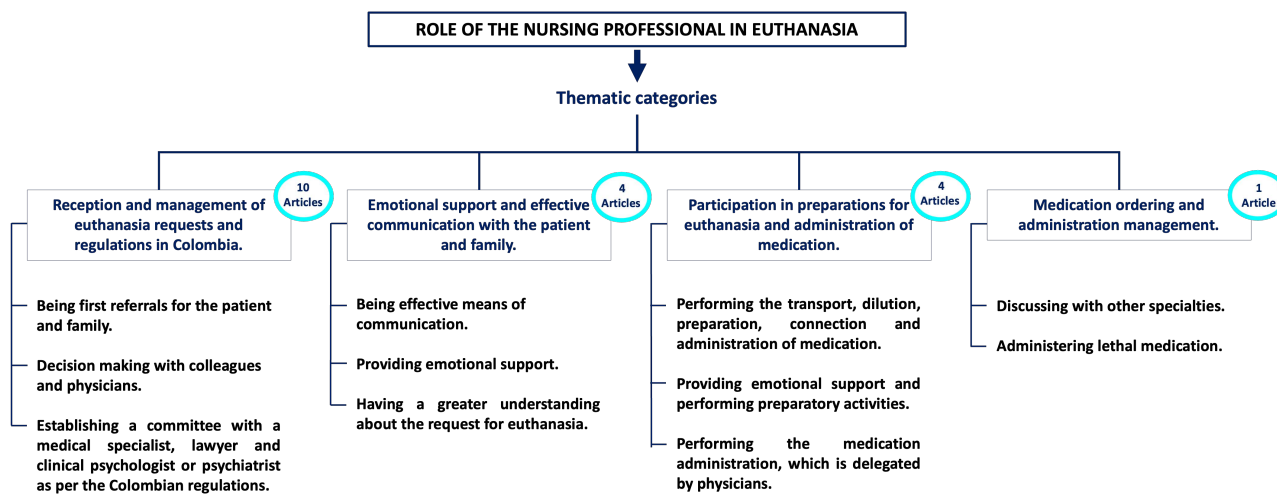 ROLE OF THE NURSING PROFESSIONAL IN EUTHANASIA
Thematic categories
10
Articles
Reception and management of
euthanasia requests and
regulations in Colombia.
Being first referrals for the patient
and family.
Decision making with colleagues
and physicians.
Establishing a committee with a
medical specialist, lawyer and
clinical psychologist or psychiatrist
as per the Colombian regulations.
4
Articles
Emotional support and effective
communication with the patient
and family.
Being effective means of
communication.
Providing emotional support.
Having a greater understanding
about the request for euthanasia.
4
Articles
Participation in preparations for
euthanasia and administration of
medication.
Performing the transport, dilution,
preparation, connection and
administration of medication.
Providing emotional support and
performing preparatory activities.
Performing the medication
administration, which is delegated
by physicians.
1
Article
Medication ordering and
administration management.
Discussing with other specialties.
Administering lethal medication.